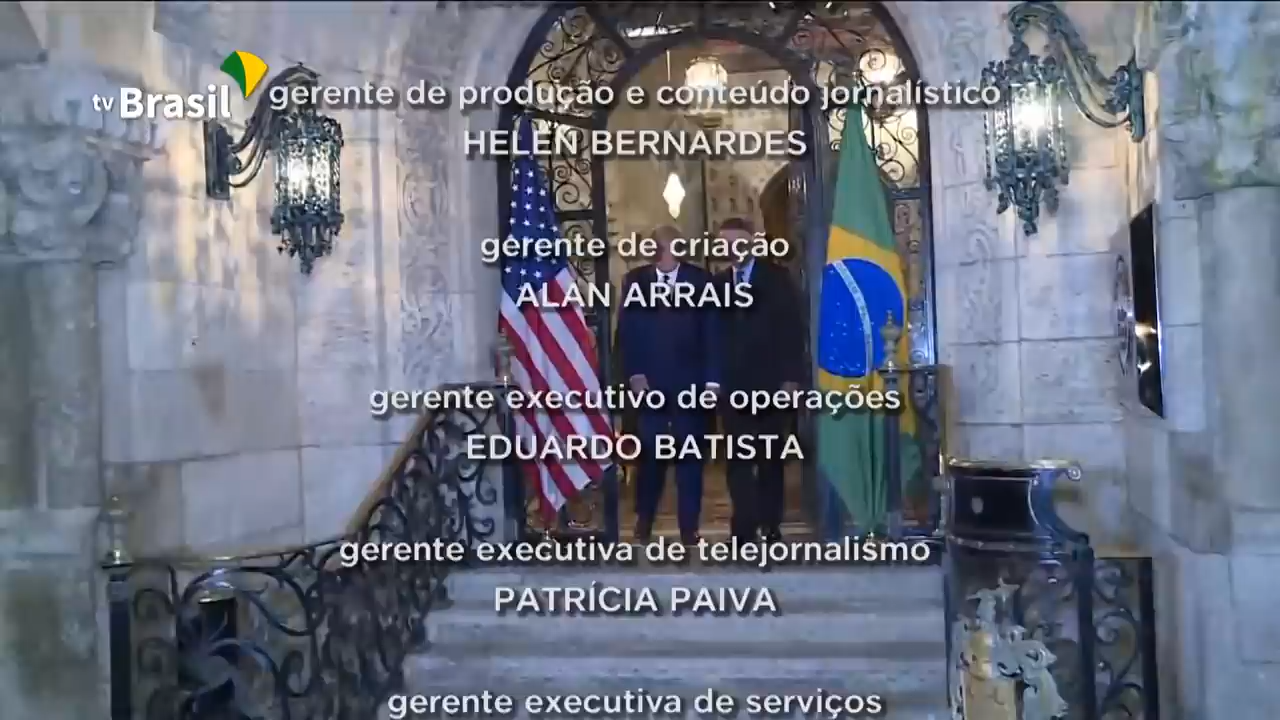 tv Brasil
gerente de produção e conteúdo jornalístico
HELEN BERNARDES
gerente de criação
ALAN ARRAIS
gerente executivo de operações
EDUARDO BATISTA
gerente executiva de telejornalismo
PATRÍCIA PAIVA
gerente executiva de serviços